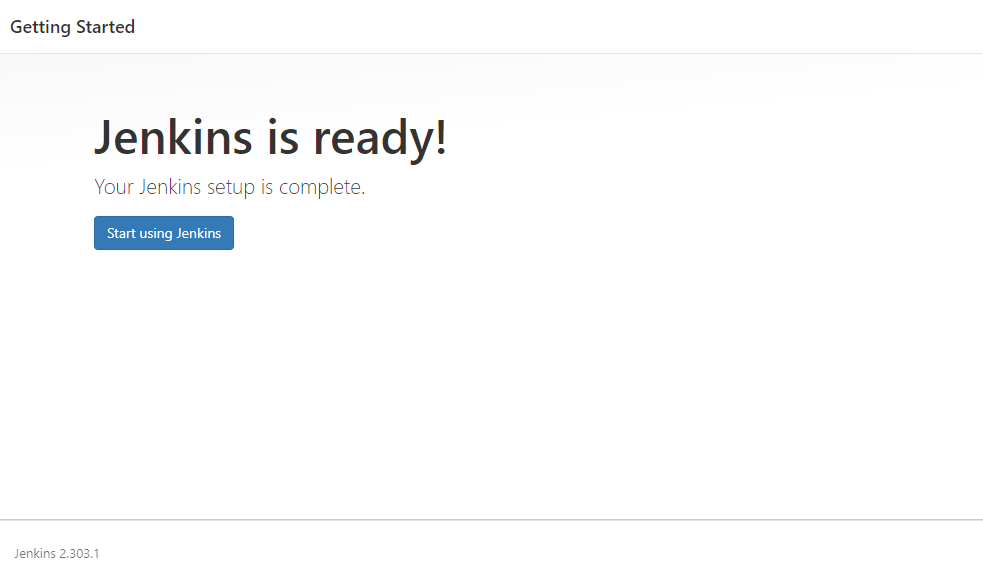 Getting Started
Jenkins is ready!
Your Jenkins setup is complete.
Start using Jenkins
Jenkins 2.303.1